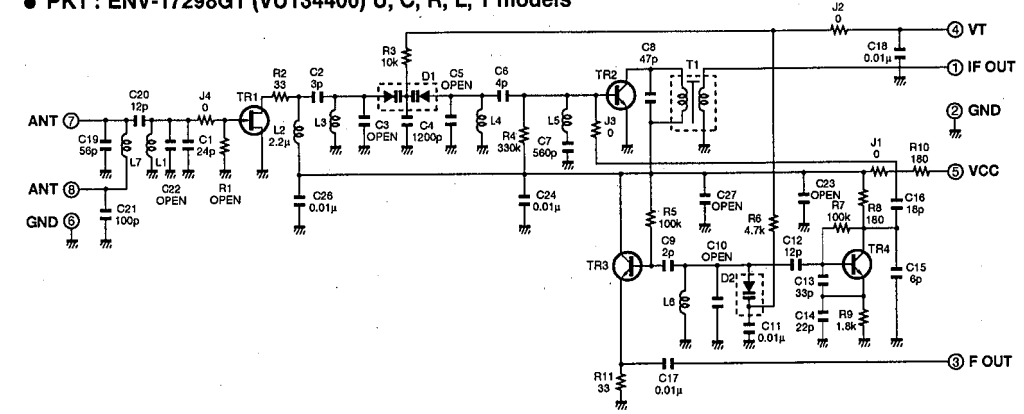 ● PK1 : ENV-17298G1 (VU134400) U, C, R, L, T models
J2
0
④ VT
R3
10k
C8
47p
C18
0.01μ
T1
① IF OUT
R2
33
C2
3p
D1
C5
OPEN
C6
4p
TR2
C20
12p
J4
0
TR1
② GND
ANT ⑦
L3
L4
L5
J3
0
C19
56p
L2
2.2μ
C3
OPEN
C4
1200p
R4
330k
C7
560p
L7
L1
C1
24p
J1
0
R10
180
C22
OPEN
R1
OPEN
⑤ VCC
ANT ⑧
C26
0.01μ
C24
0.01μ
C27
OPEN
C23
OPEN
C16
18p
C21
100p
R7
100k
R8
180
GND ⑥
R5
100k
R6
4.7k
C9
2p
C10
OPEN
C12
12p
TR4
TR3
D2
C13
33p
C15
6p
L6
C14
22p
R9
1.8k
C11
0.01μ
③ F OUT
R11
33
C17
0.01μ